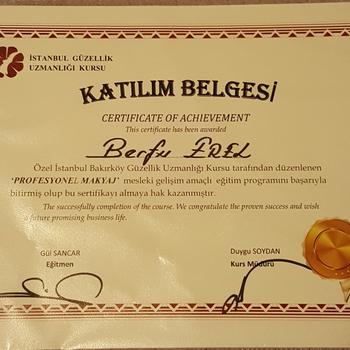 İSTANBUL GÜZELLİK
UZMANLIĞI KURSU
KATILIM BELGESİ
CERTIFICATE OF ACHIEVEMENT
This certificate has been awarded
Berfu EREL
Özel İstanbul Bakırköy Güzellik Uzmanlığı Kursu tarafından düzenlenen
'PROFESYONEL MAKYAJ' mesleki gelişim amaçlı eğitim programını başarıyla
bitirmiş olup bu sertifikayı almaya hak kazanmıştır.
The successfully completion of the course. We congratulate the proven success and wish
a future promising business life.
Gül SANCAR
Eğitmen
Duygu SOYDAN
Kurs Müdürü